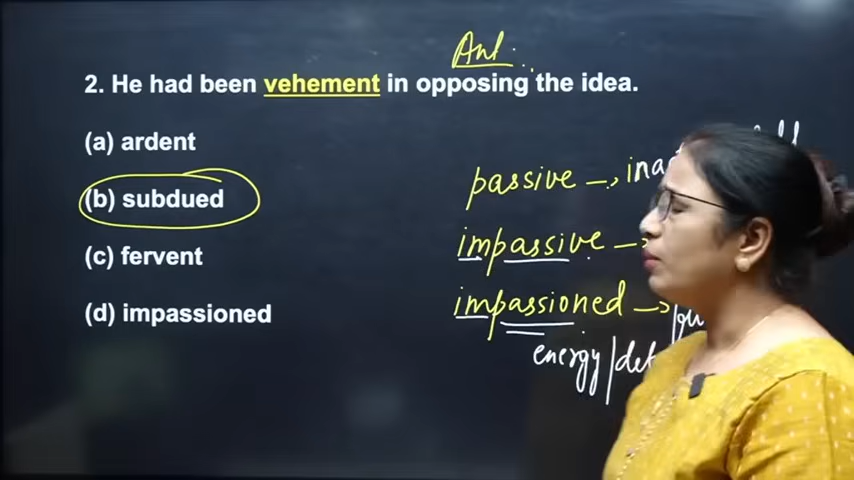 Ant.
2. He had been vehement in opposing the idea.
(a) ardent
(b) subdued
(c) fervent
(d) impassioned
passive →
impassive →
impassioned →
energy/